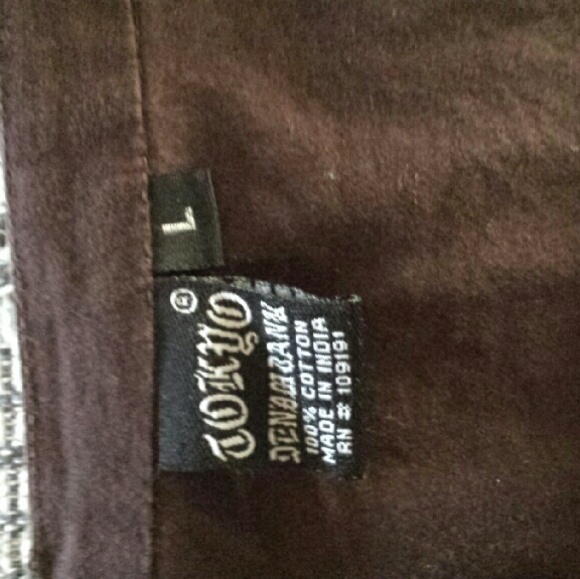 L
®
TOKYO
100% COTTON
MADE IN INDIA
RN # 109191